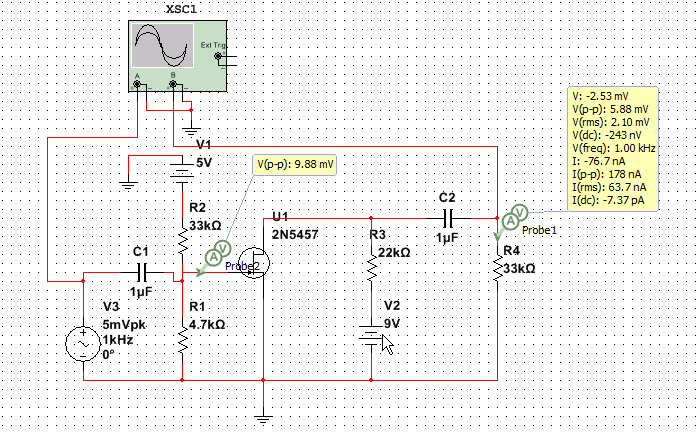 XSC1
Ext Trig
A
B
V1
5V
V(p-p): 9.88 mV
V: -2.53 mV
V(p-p): 5.88 mV
V(rms): 2.10 mV
V(dc): -243 nV
V(freq): 1.00 kHz
I: -76.7 nA
I(p-p): 178 nA
I(rms): 63.7 nA
I(dc): -7.37 pA
R2
33kΩ
U1
2N5457
C2
1µF
A V
Probe1
R3
22kΩ
R4
33kΩ
C1
1µF
A V
Probe2
V3
5mVpk
1kHz
0°
R1
4.7kΩ
V2
9V